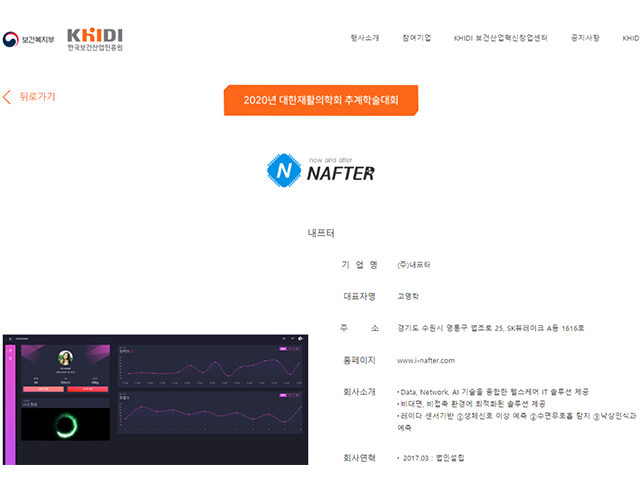 보건복지부 KHIDI 한국보건산업진흥원
행사소개 참여기업 KHIDI 보건산업혁신창업센터 공지사항 KHID
뒤로가기
2020년 대한재활의학회 추계학술대회
N now and after NAFTER
내프터
기 업 명 (주)내프터
대표자명 고영학
주 소 경기도 수원시 영통구 법조로 25, SK뷰레이크 A동 1616호
홈페이지 www.i-nafter.com
회사소개 • Data, Network, AI 기술을 융합한 헬스케어 IT 솔루션 제공
• 비대면, 비접촉 환경에 최적화된 솔루션 제공
• 레이다 센서기반 ①생체신호 이상 예측 ②수면무호흡 탐지 ③낙상인식과
예측
회사연혁 • 2017.03 : 법인설립